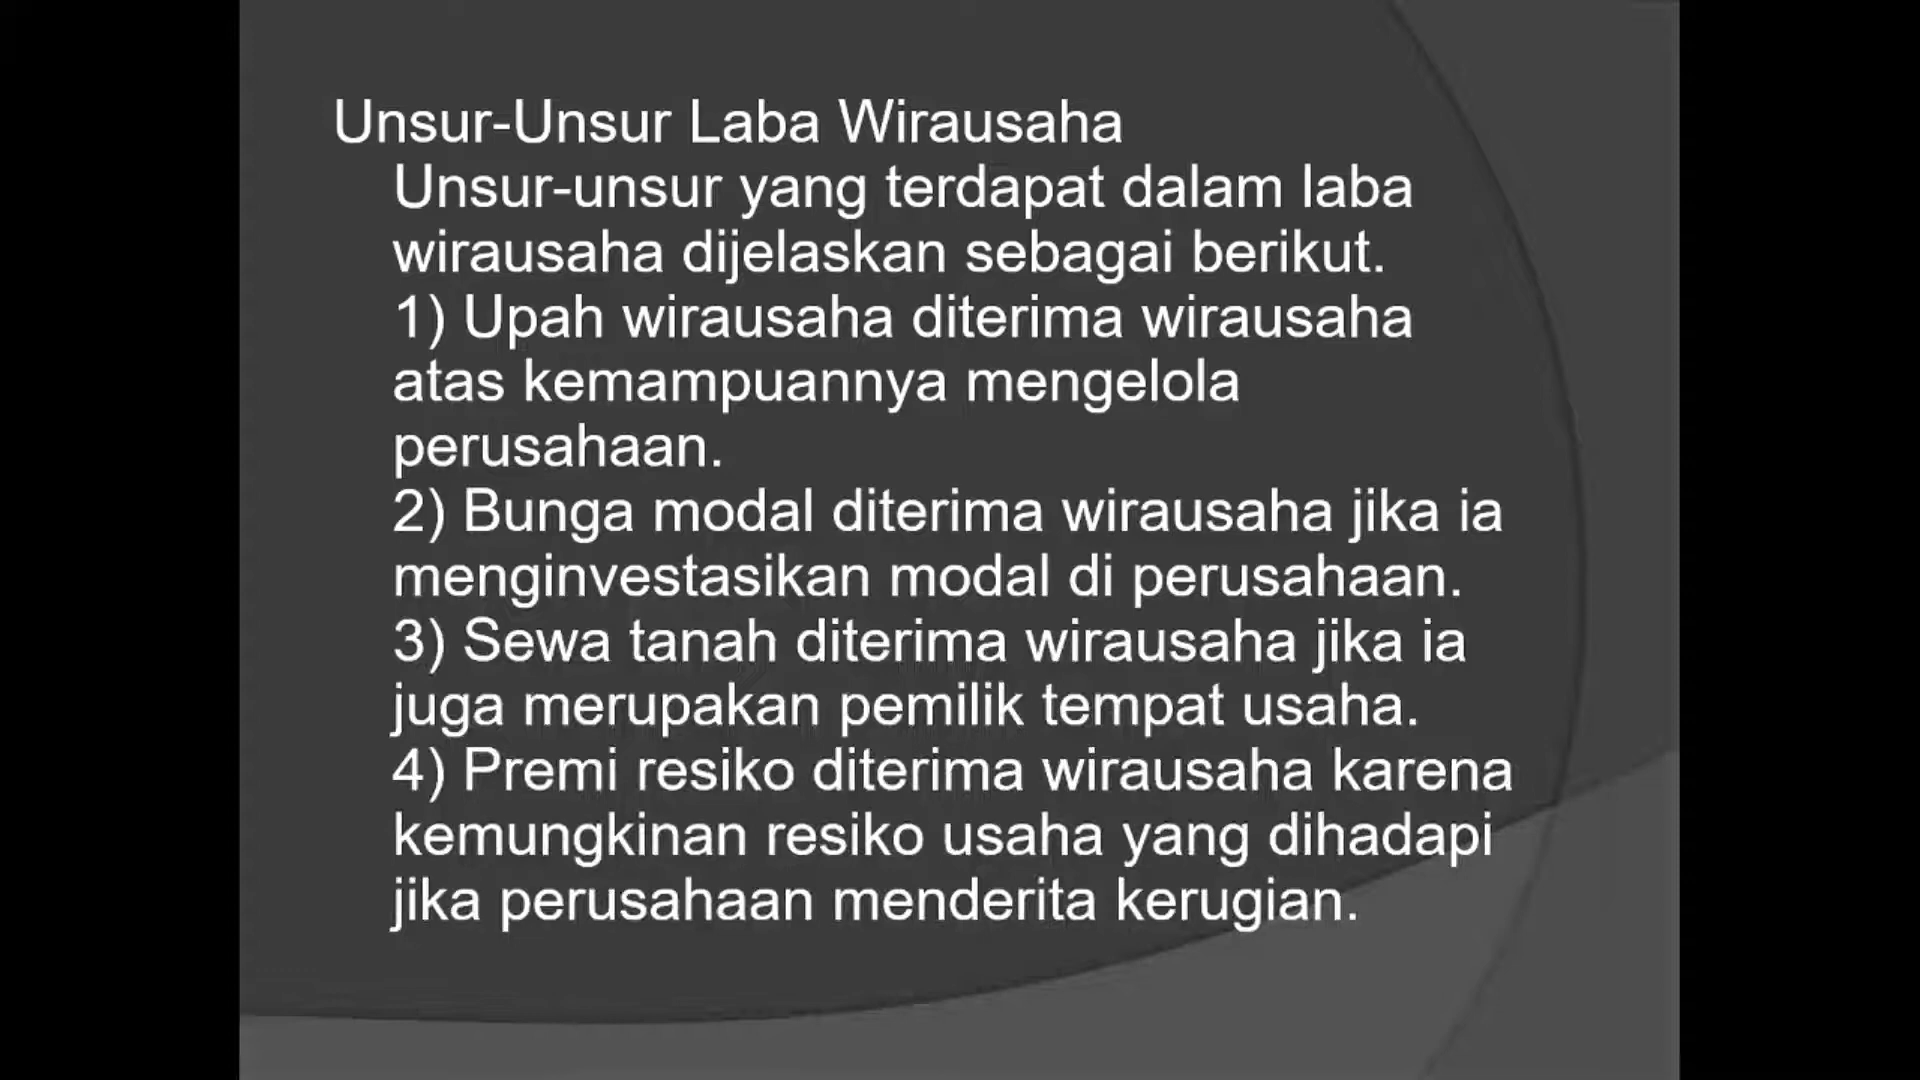 Unsur-Unsur Laba Wirausaha
Unsur-unsur yang terdapat dalam laba
wirausaha dijelaskan sebagai berikut.
1) Upah wirausaha diterima wirausaha
atas kemampuannya mengelola
perusahaan.
2) Bunga modal diterima wirausaha jika ia
menginvestasikan modal di perusahaan.
3) Sewa tanah diterima wirausaha jika ia
juga merupakan pemilik tempat usaha.
4) Premi resiko diterima wirausaha karena
kemungkinan resiko usaha yang dihadapi
jika perusahaan menderita kerugian.